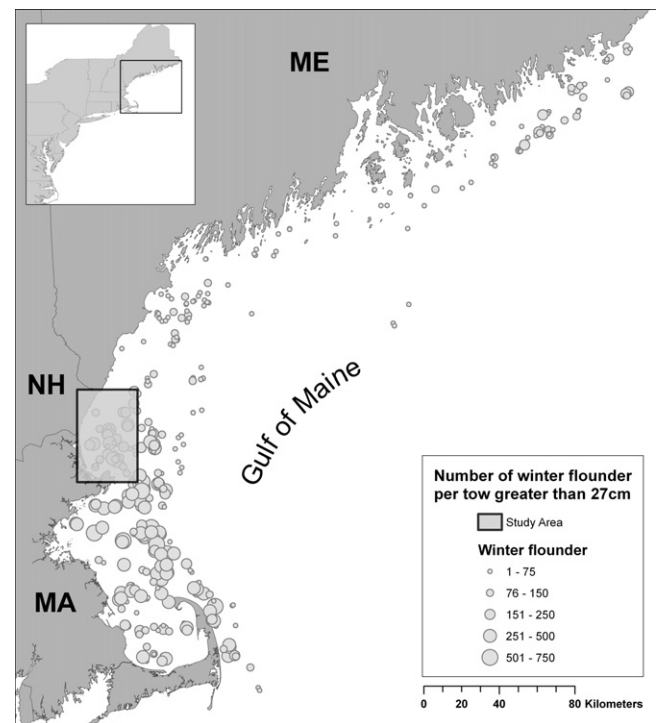 ME
NH
Gulf of Maine
MA
Number of winter flounder
per tow greater than 27cm
Study Area
Winter flounder
1 - 75
76 - 150
151 - 250
251 - 500
501 - 750
0 20 40 80 Kilometers